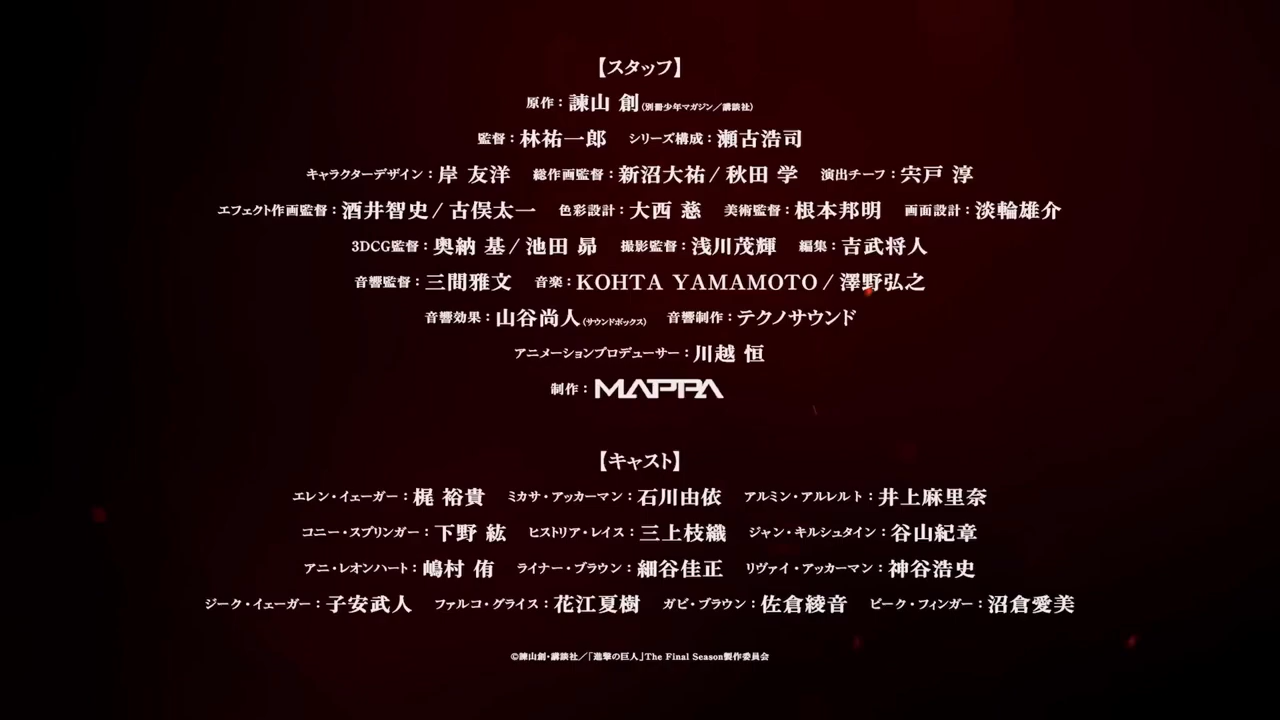 【スタッフ】
原作：諫山 創(別冊少年マガジン／講談社)
監督：林祐一郎　シリーズ構成：瀬古浩司
キャラクターデザイン：岸 友洋　総作画監督：新沼大祐 / 秋田 学　演出チーフ：宍戸 淳
エフェクト作画監督：酒井智史 / 古俣太一　色彩設計：大西 慈　美術監督：根本邦明　画面設計：淡輪雄介
3DCG監督：奥納 基 / 池田 昴　撮影監督：浅川茂輝　編集：吉武将人
音響監督：三間雅文　音楽：KOHTA YAMAMOTO / 澤野弘之
音響効果：山谷尚人(サウンドボックス)　音響制作：テクノサウンド
アニメーションプロデューサー：川越 恒
制作：MAPPA
【キャスト】
エレン・イェーガー：梶 裕貴　ミカサ・アッカーマン：石川由依　アルミン・アルレルト：井上麻里奈
コニー・スプリンガー：下野 紘　ヒストリア・レイス：三上枝織　ジャン・キルシュタイン：谷山紀章
アニ・レオンハート：嶋村 侑　ライナー・ブラウン：細谷佳正　リヴァイ・アッカーマン：神谷浩史
ジーク・イェーガー：子安武人　ファルコ・グライス：花江夏樹　ガビ・ブラウン：佐倉綾音　ピーク・フィンガー：沼倉愛美
©諫山創・講談社／「進撃の巨人」The Final Season製作委員会